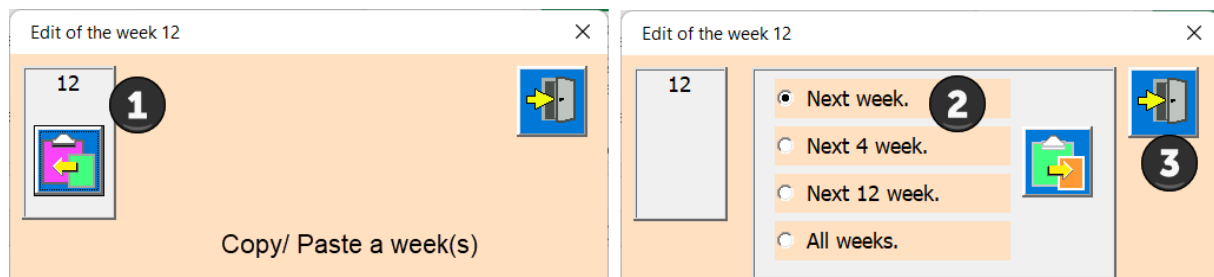 Edit of the week 12
12
1
Copy/ Paste a week(s)
Edit of the week 12
12
Next week.
2
Next 4 week.
Next 12 week.
All weeks.
3